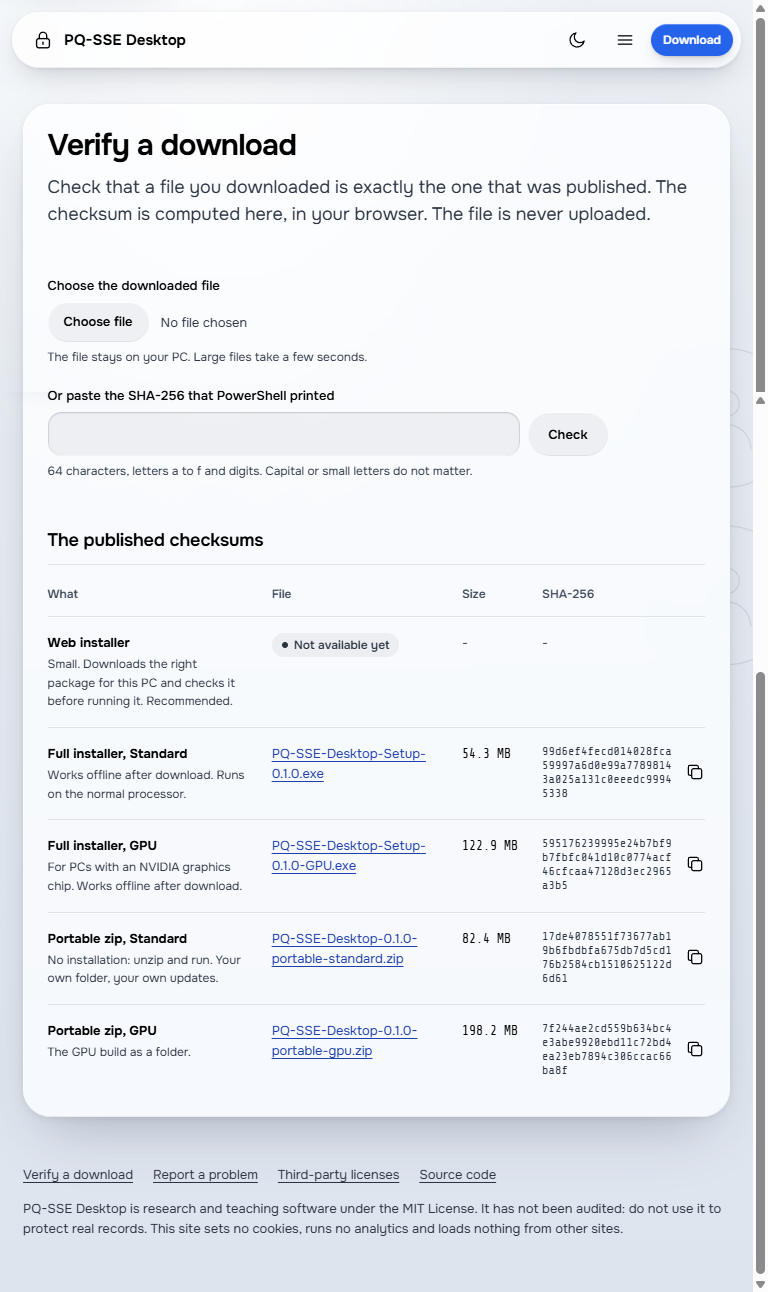 PQ-SSE Desktop
Download
Verify a download
Check that a file you downloaded is exactly the one that was published. The
checksum is computed here, in your browser. The file is never uploaded.
Choose the downloaded file
Choose file No file chosen
The file stays on your PC. Large files take a few seconds.
Or paste the SHA-256 that PowerShell printed
Check
64 characters, letters a to f and digits. Capital or small letters do not matter.
The published checksums
What File Size SHA-256
Web installer
Small. Downloads the right
package for this PC and checks it
before running it. Recommended.
Not available yet
-
-
Full installer, Standard
Works offline after download. Runs
on the normal processor.
PQ-SSE-Desktop-Setup-
0.1.0.exe
54.3 MB
99d6ef4fecd014028fca
59997a6d0e99a7789814
3a025a131c0eeedc9994
5338
Full installer, GPU
For PCs with an NVIDIA graphics
chip. Works offline after download.
PQ-SSE-Desktop-Setup-
0.1.0-GPU.exe
122.9 MB
595176239995e24b7bf9
b7fbfc041d10c0774acf
46cfcaa47128d3ec2965
a3b5
Portable zip, Standard
No installation: unzip and run. Your
own folder, your own updates.
PQ-SSE-Desktop-0.1.0-
portable-standard.zip
82.4 MB
17de4078551f73677ab1
9b6fbdbfa675db7d5cd1
76b2584cb1510625122d
6d61
Portable zip, GPU
The GPU build as a folder.
PQ-SSE-Desktop-0.1.0-
portable-gpu.zip
198.2 MB
7f244ae2cd559b634bc4
e3abe9920ebd11c72bd4
ea23eb7894c306ccac66
ba8f
Verify a download Report a problem Third-party licenses Source code
PQ-SSE Desktop is research and teaching software under the MIT License. It has not been audited: do not use it to
protect real records. This site sets no cookies, runs no analytics and loads nothing from other sites.